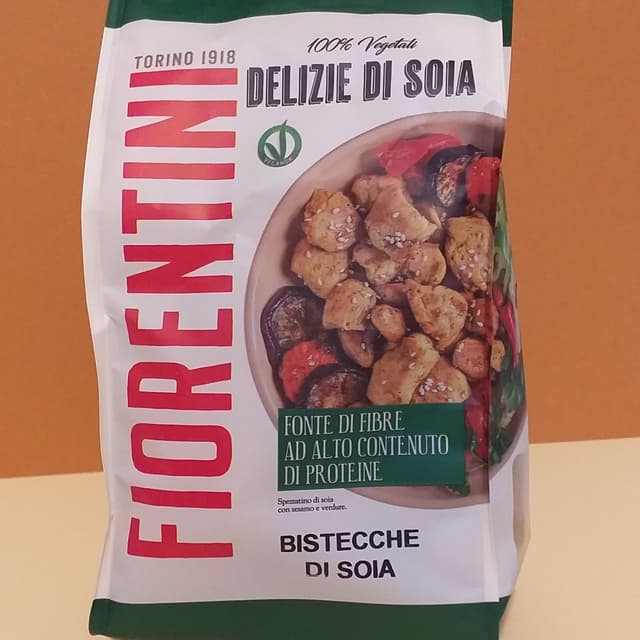 TORINO 1918
FIORENTINI
100% Vegetali
DELIZIE DI SOIA
VEGANOK
FONTE DI FIBRE
AD ALTO CONTENUTO
DI PROTEINE
Spezzatino di soia
con sesamo e verdure.
BISTECCHE
DI SOIA